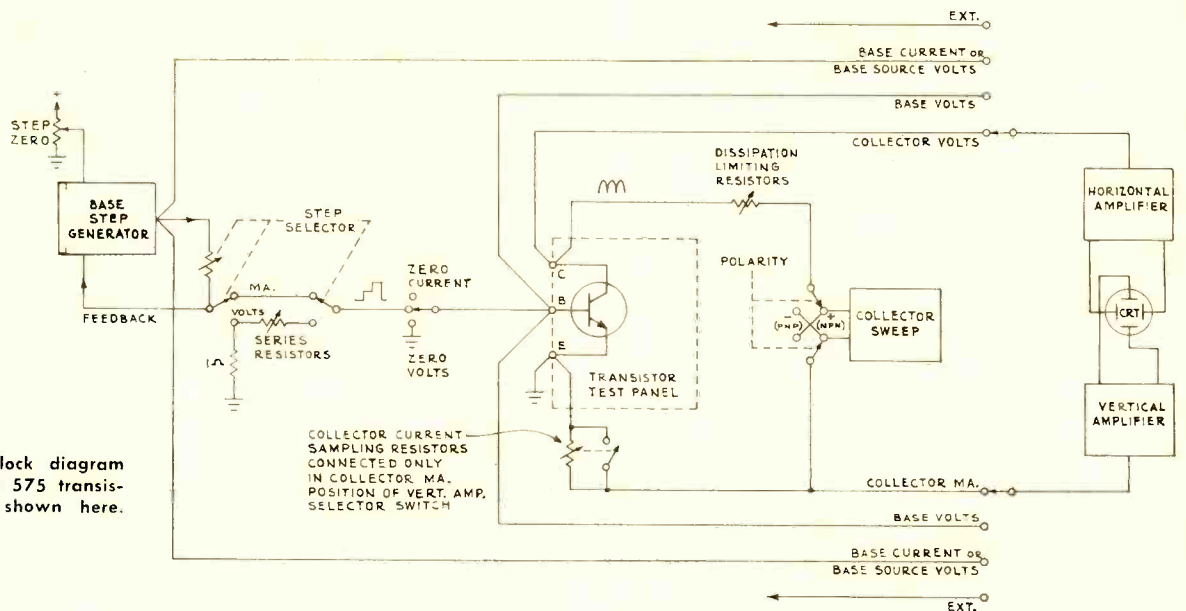 EXT.
BASE CURRENT OR
BASE SOURCE VOLTS
BASE VOLTS
COLLECTOR VOLTS
+
STEP
ZERO
BASE
STEP
GENERATOR
FEEDBACK
STEP
SELECTOR
MA.
VOLTS
SERIES
RESISTORS
1Ω
ZERO
CURRENT
ZERO
VOLTS
DISSIPATION
LIMITING
RESISTORS
C
B
E
TRANSISTOR
TEST PANEL
POLARITY
- +
(PNP) (NPN)
COLLECTOR
SWEEP
HORIZONTAL
AMPLIFIER
CRT
VERTICAL
AMPLIFIER
COLLECTOR CURRENT
SAMPLING RESISTORS
CONNECTED ONLY
IN COLLECTOR MA.
POSITION OF VERT. AMP.
SELECTOR SWITCH
COLLECTOR MA.
BASE VOLTS
BASE CURRENT OR
BASE SOURCE VOLTS
EXT.
lock diagram
575 transis-
shown here.